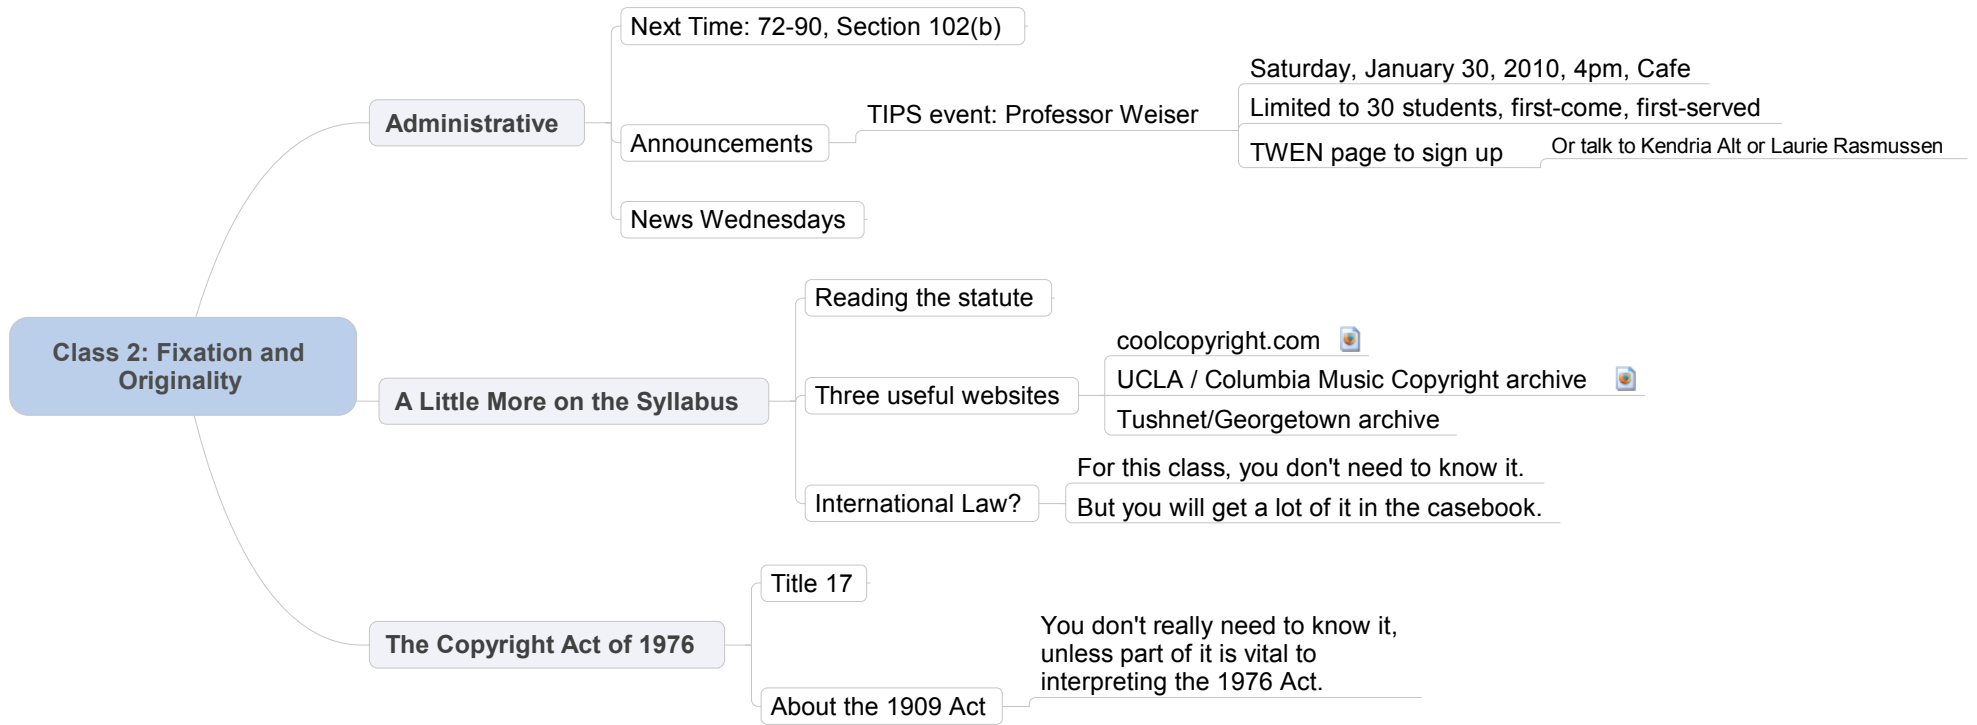 Class 2: Fixation and
Originality
Administrative
Next Time: 72-90, Section 102(b)
Announcements
TIPS event: Professor Weiser
Saturday, January 30, 2010, 4pm, Cafe
Limited to 30 students, first-come, first-served
TWEN page to sign up
Or talk to Kendria Alt or Laurie Rasmussen
News Wednesdays
A Little More on the Syllabus
Reading the statute
Three useful websites
coolcopyright.com
UCLA / Columbia Music Copyright archive
Tushnet/Georgetown archive
International Law?
For this class, you don't need to know it.
But you will get a lot of it in the casebook.
The Copyright Act of 1976
Title 17
About the 1909 Act
You don't really need to know it,
unless part of it is vital to
interpreting the 1976 Act.